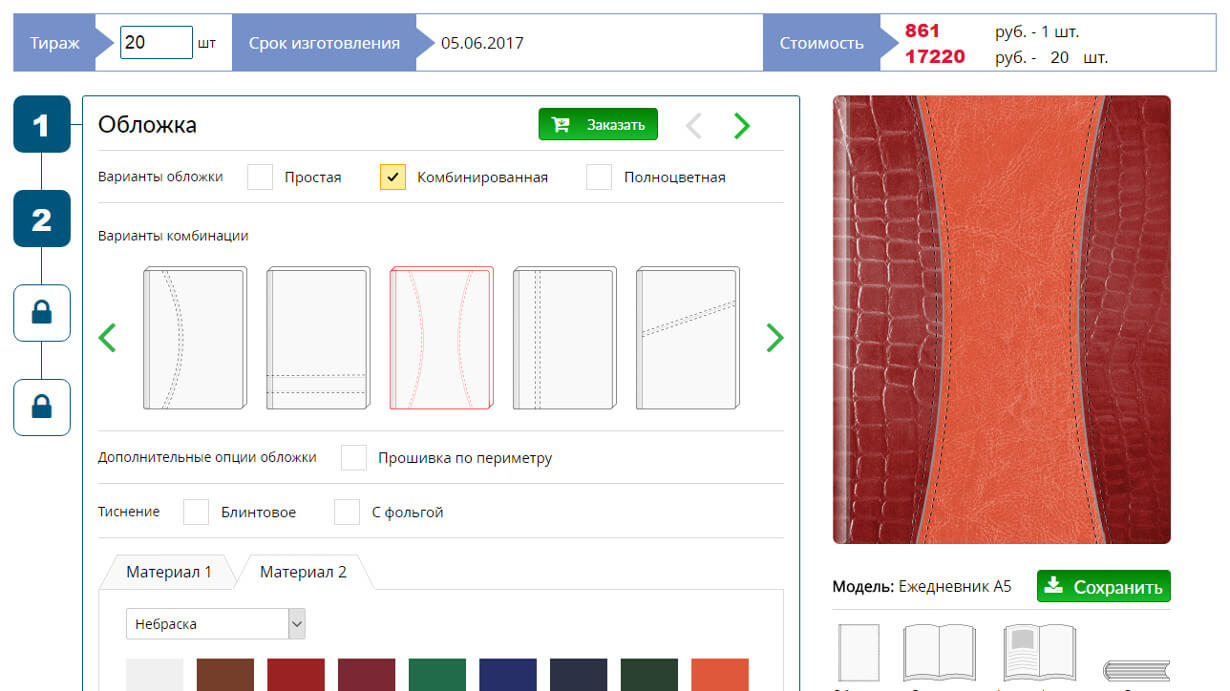 Тираж 20 шт Срок изготовления 05.06.2017 Стоимость 861 руб. - 1 шт.
17220 руб. - 20 шт.
1 Обложка Заказать
Варианты обложки Простая Комбинированная Полноцветная
2
Варианты комбинации
Дополнительные опции обложки Прошивка по периметру
Тиснение Блинтовое С фольгой
Материал 1 Материал 2
Небраска
Модель: Ежедневник А5 Сохранить